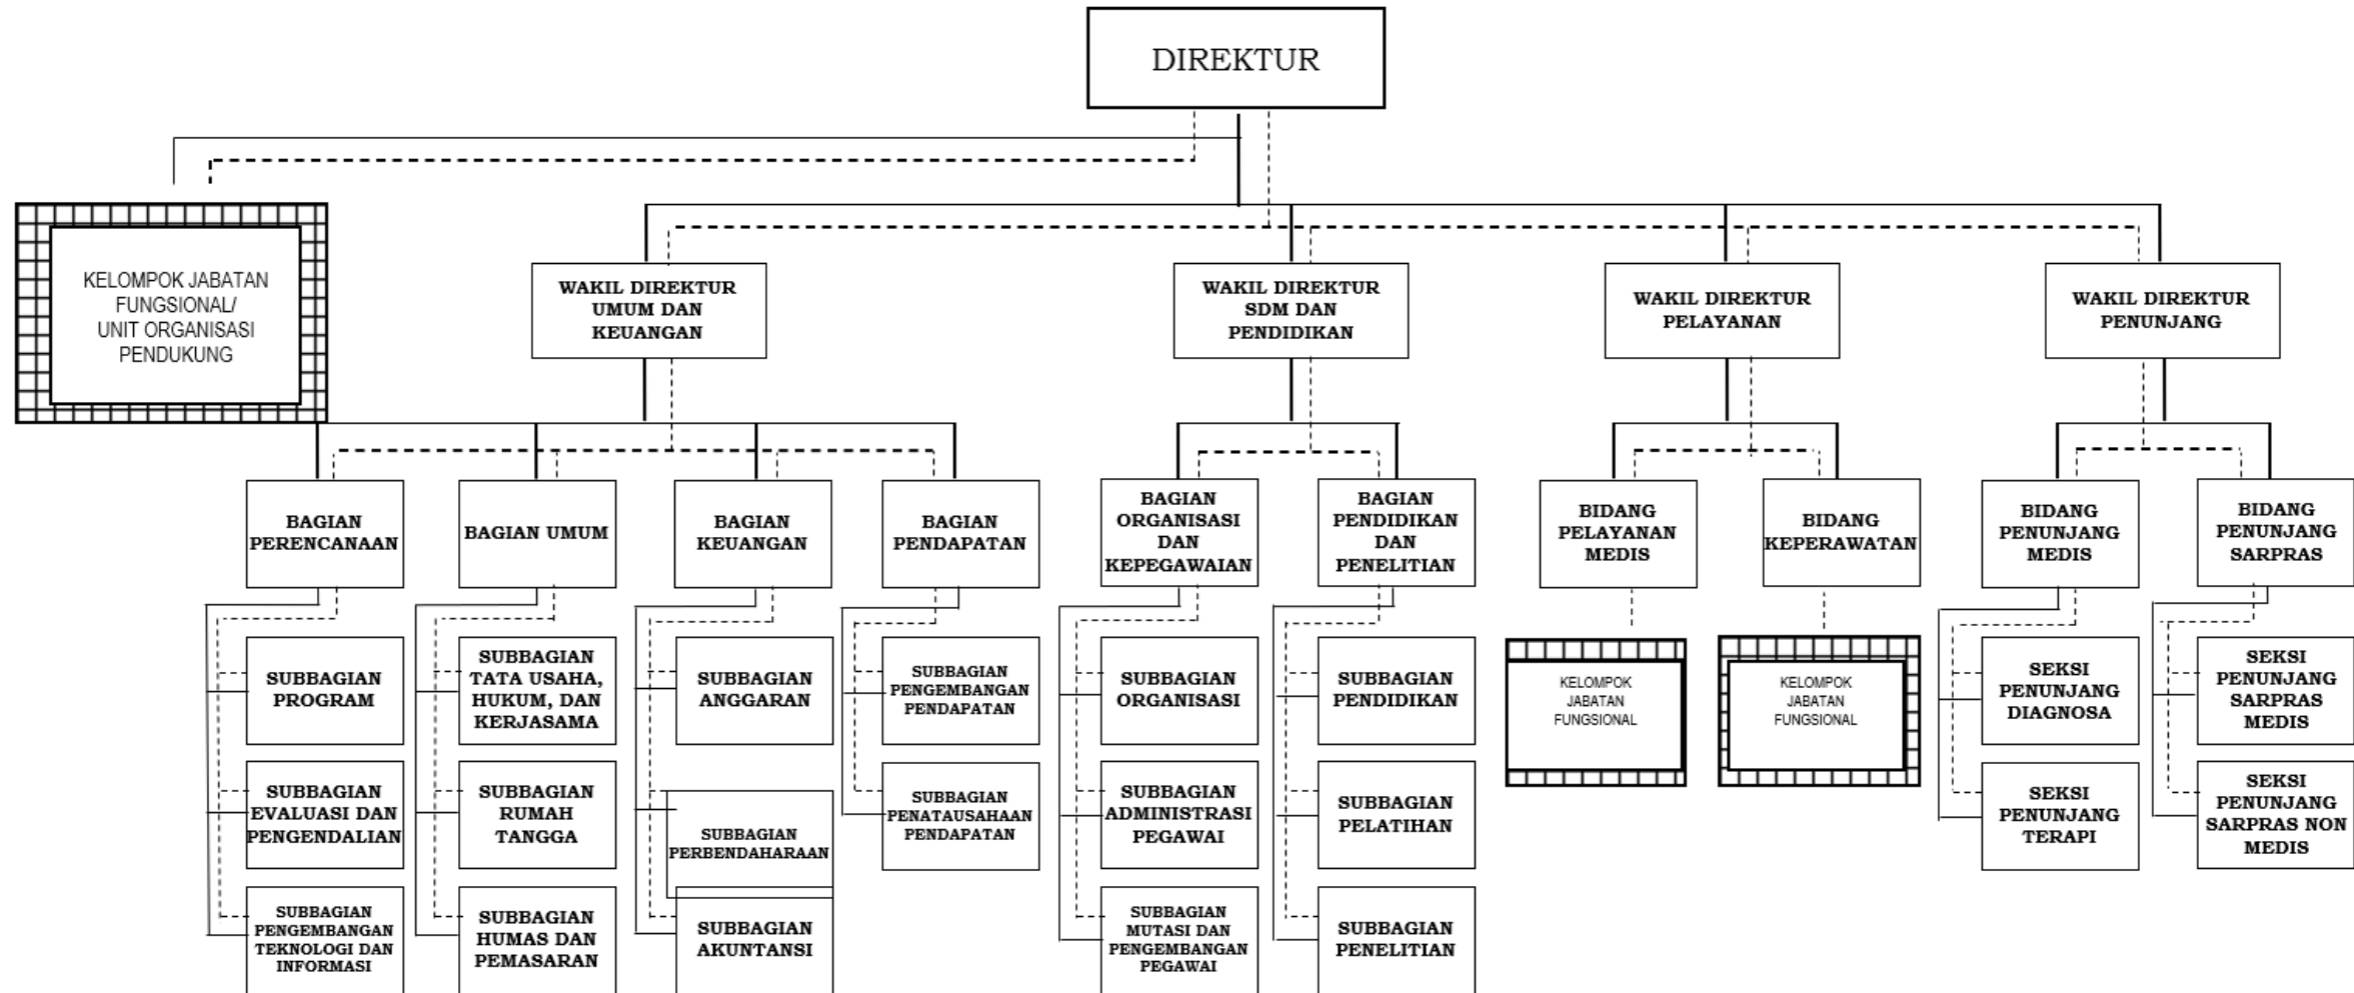 DIREKTUR
KELOMPOK JABATAN
FUNGSIONAL/
UNIT ORGANISASI
PENDUKUNG
WAKIL DIREKTUR
UMUM DAN
KEUANGAN
WAKIL DIREKTUR
SDM DAN
PENDIDIKAN
WAKIL DIREKTUR
PELAYANAN
WAKIL DIREKTUR
PENUNJANG
BAGIAN
PERENCANAAN
BAGIAN UMUM
BAGIAN
KEUANGAN
BAGIAN
PENDAPATAN
BAGIAN
ORGANISASI
DAN
KEPEGAWAIAN
BAGIAN
PENDIDIKAN
DAN
PENELITIAN
BIDANG
PELAYANAN
MEDIS
BIDANG
KEPERAWATAN
BIDANG
PENUNJANG
MEDIS
BIDANG
PENUNJANG
SARPRAS
SUBBAGIAN
PROGRAM
SUBBAGIAN
TATA USAHA,
HUKUM, DAN
KERJASAMA
SUBBAGIAN
ANGGARAN
SUBBAGIAN
PENGEMBANGAN
PENDAPATAN
SUBBAGIAN
ORGANISASI
SUBBAGIAN
PENDIDIKAN
KELOMPOK
JABATAN
FUNGSIONAL
KELOMPOK
JABATAN
FUNGSIONAL
SEKSI
PENUNJANG
DIAGNOSA
SEKSI
PENUNJANG
SARPRAS
MEDIS
SUBBAGIAN
EVALUASI DAN
PENGENDALIAN
SUBBAGIAN
RUMAH
TANGGA
SUBBAGIAN
PERBENDAHARAAN
SUBBAGIAN
PENATAUSAHAAN
PENDAPATAN
SUBBAGIAN
ADMINISTRASI
PEGAWAI
SUBBAGIAN
PELATIHAN
SEKSI
PENUNJANG
TERAPI
SEKSI
PENUNJANG
SARPRAS NON
MEDIS
SUBBAGIAN
PENGEMBANGAN
TEKNOLOGI DAN
INFORMASI
SUBBAGIAN
HUMAS DAN
PEMASARAN
SUBBAGIAN
AKUNTANSI
SUBBAGIAN
MUTASI DAN
PENGEMBANGAN
PEGAWAI
SUBBAGIAN
PENELITIAN